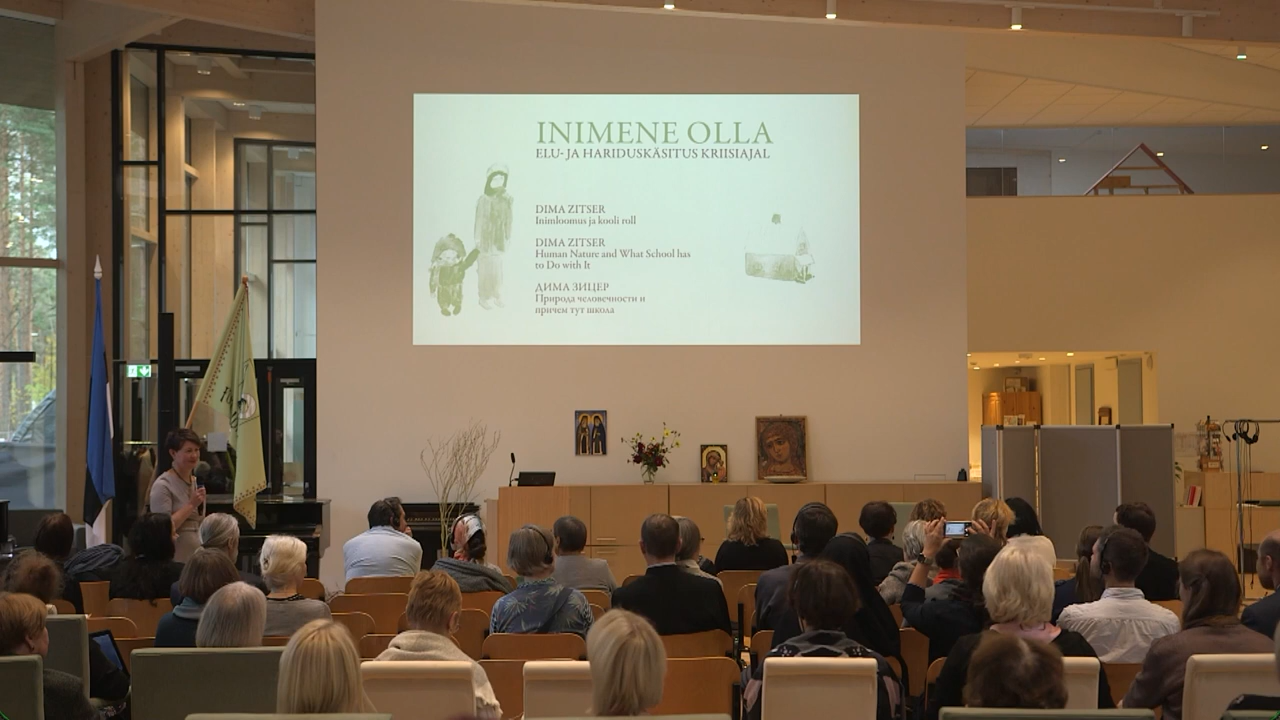 INIMENE OLLA
ELU- JA HARIDUSKÄSITUS KRIISIAJAL
DIMA ZITSER
Inimloomus ja kooli roll
DIMA ZITSER
Human Nature and What School has
to Do with It
ДИМА ЗИЦЕР
Природа человечности и
причем тут школа